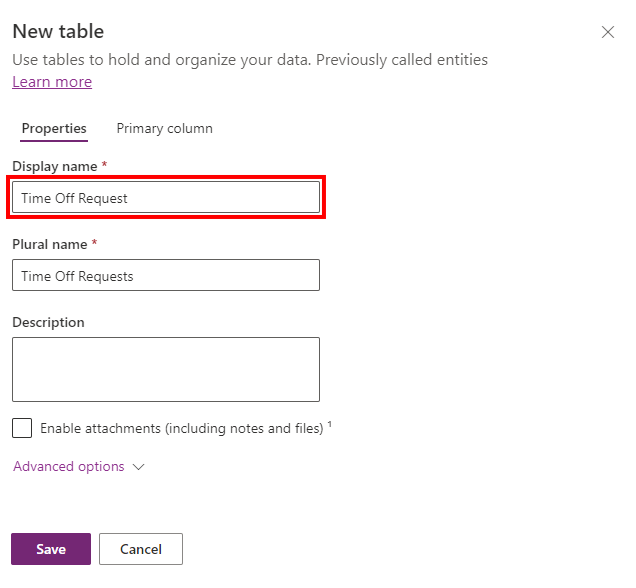 New table
Use tables to hold and organize your data. Previously called entities
Learn more
Properties Primary column
Display name *
Time Off Request
Plural name *
Time Off Requests
Description
Enable attachments (including notes and files) ¹
Advanced options
Save Cancel